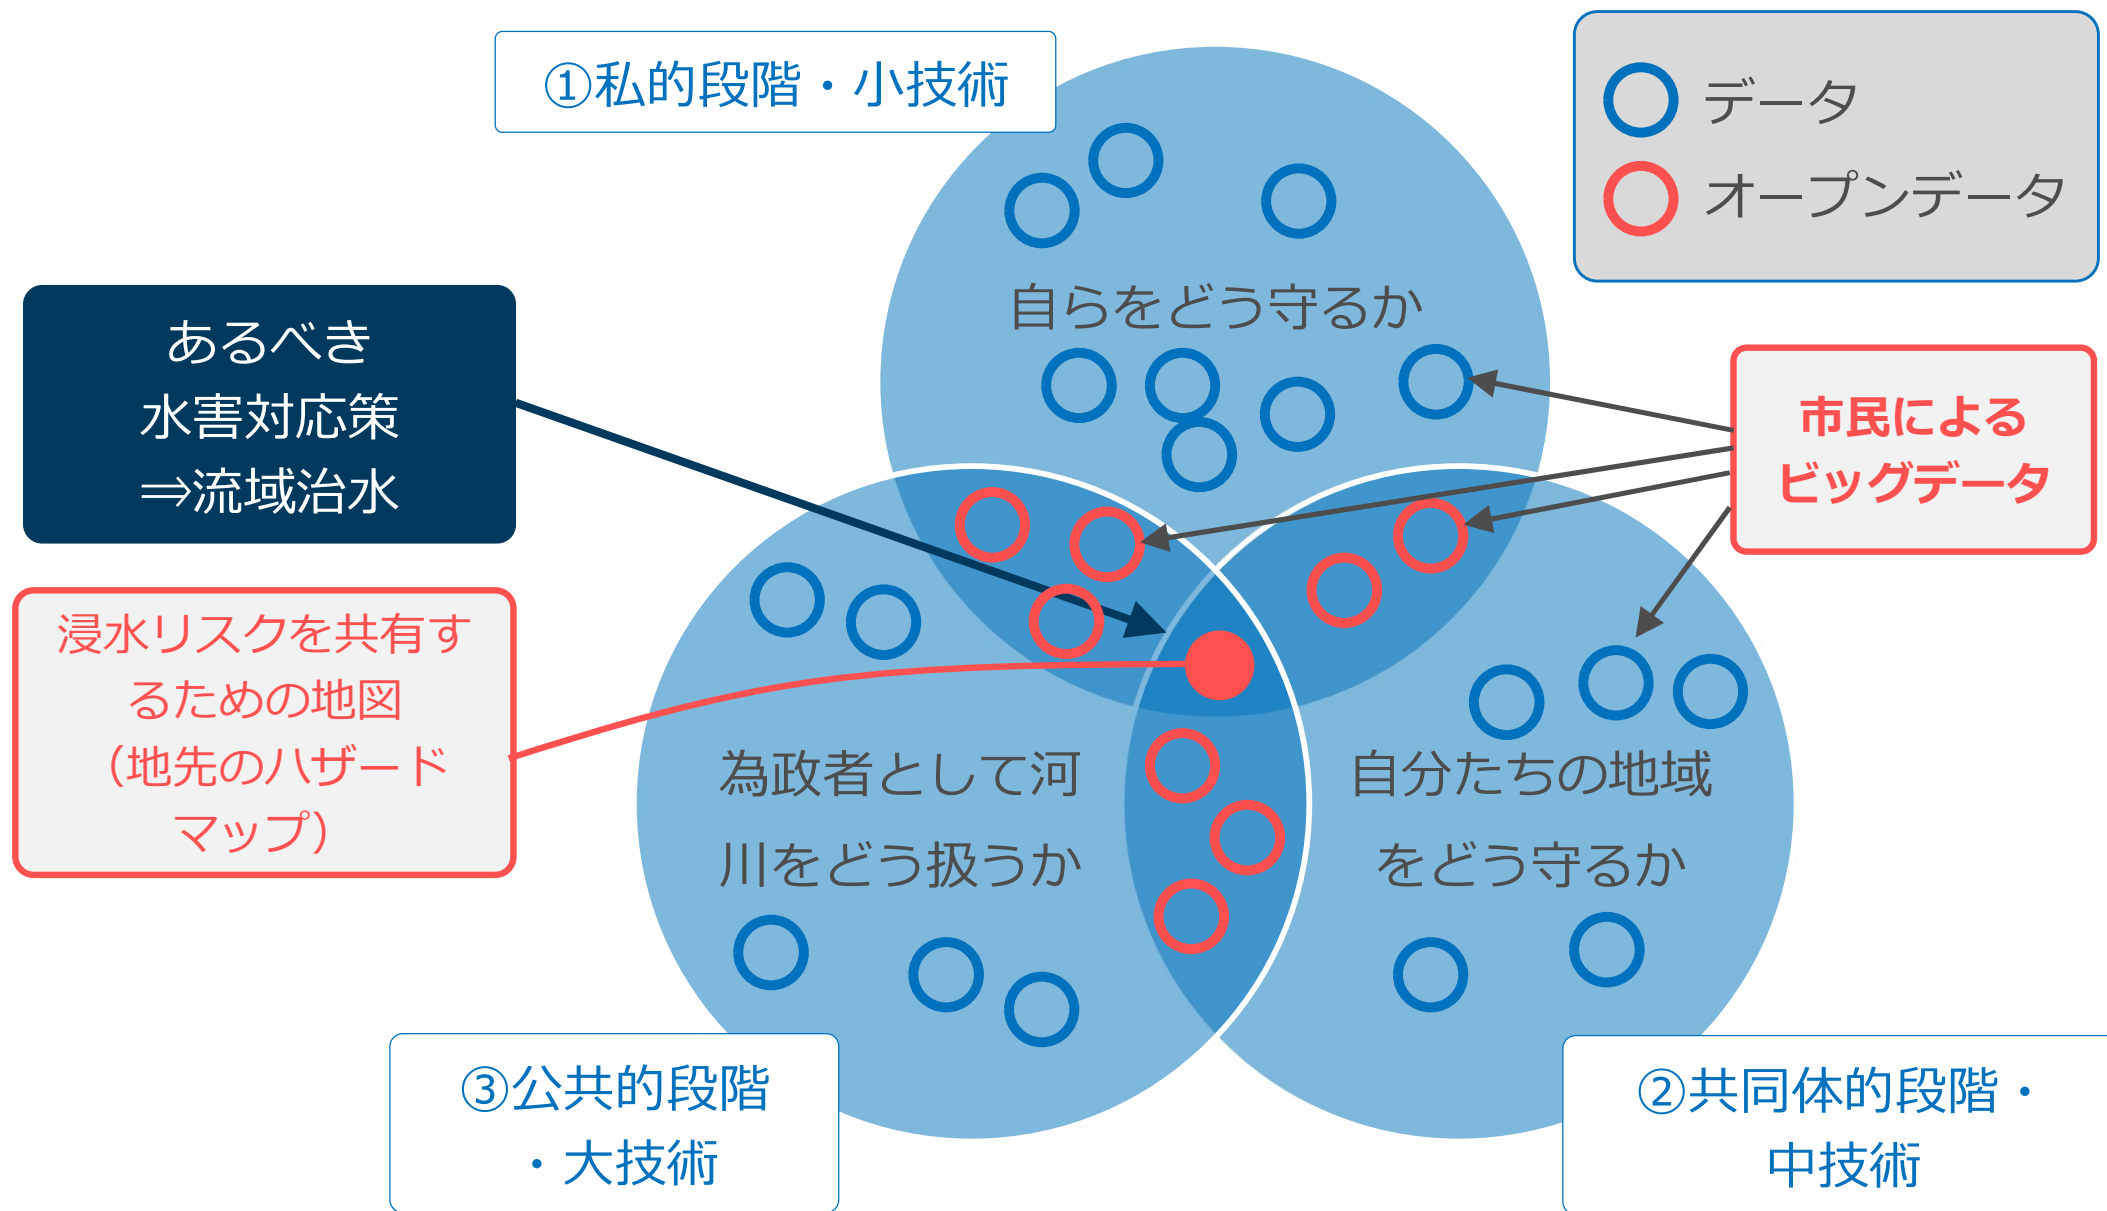 ①私的段階・小技術
データ
オープンデータ
自らをどう守るか
あるべき
水害対応策
⇒流域治水
市民による
ビッグデータ
浸水リスクを共有す
るための地図
（地先のハザード
マップ）
為政者として河
川をどう扱うか
自分たちの地域
をどう守るか
③公共的段階
・大技術
②共同体的段階・
中技術